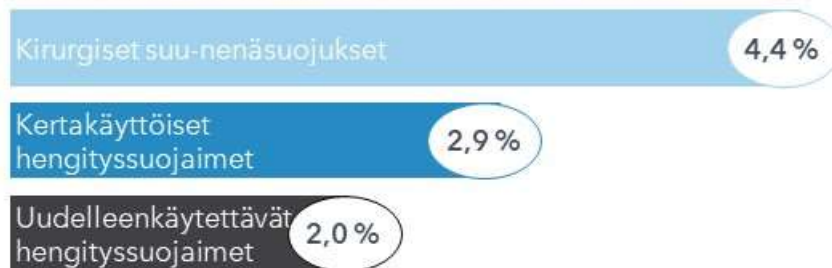 Kirurgiset suu-nenäsuojukset
4,4 %
Kertakäyttöiset
hengityssuojaimet
2,9 %
Uudelleenkäytettävät
hengityssuojaimet
2,0 %